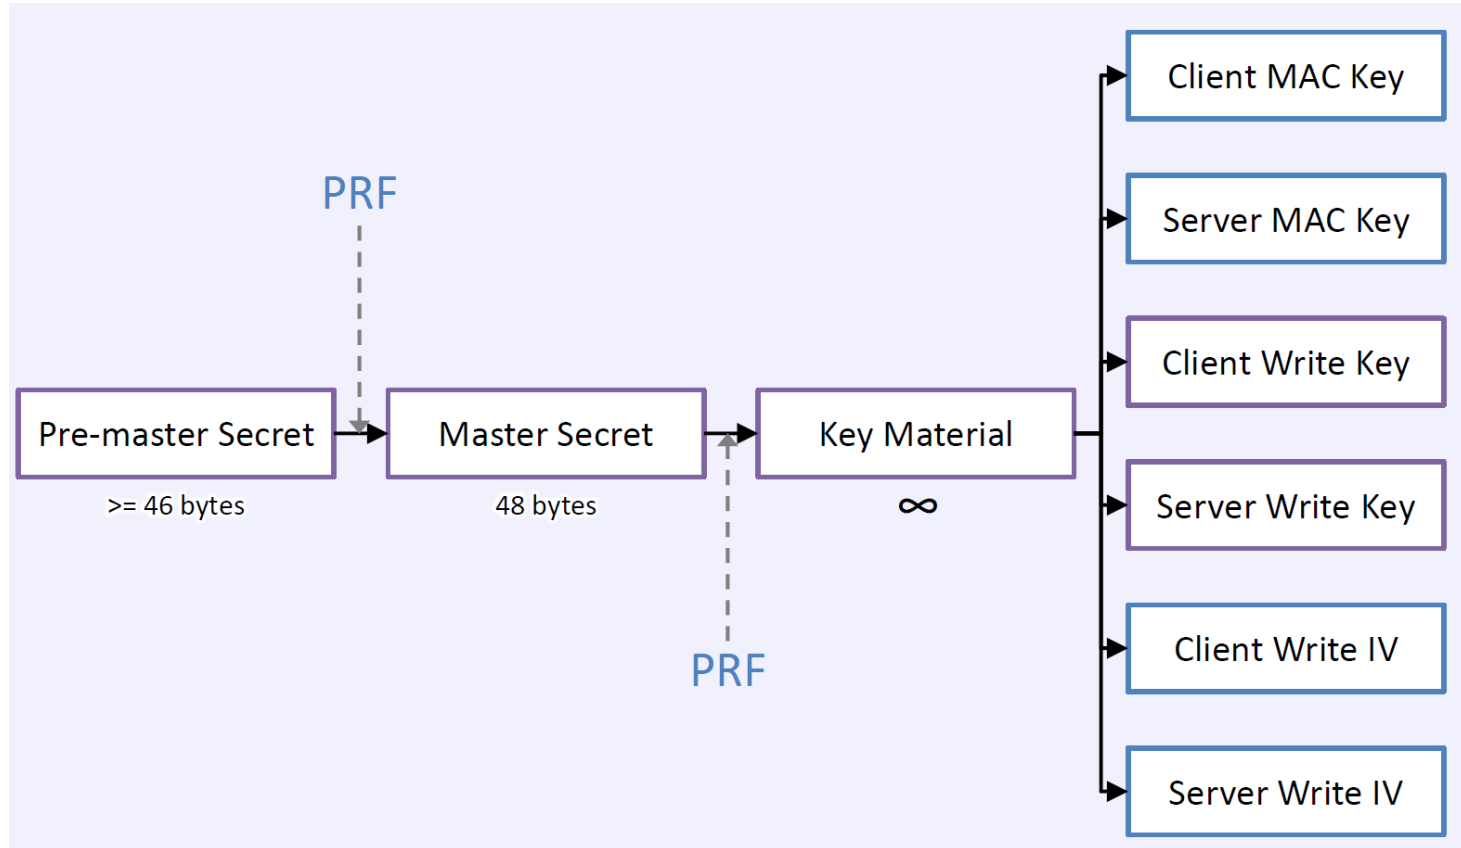 PRF
Pre-master Secret
>= 46 bytes
Master Secret
48 bytes
PRF
Key Material
∞
Client MAC Key
Server MAC Key
Client Write Key
Server Write Key
Client Write IV
Server Write IV